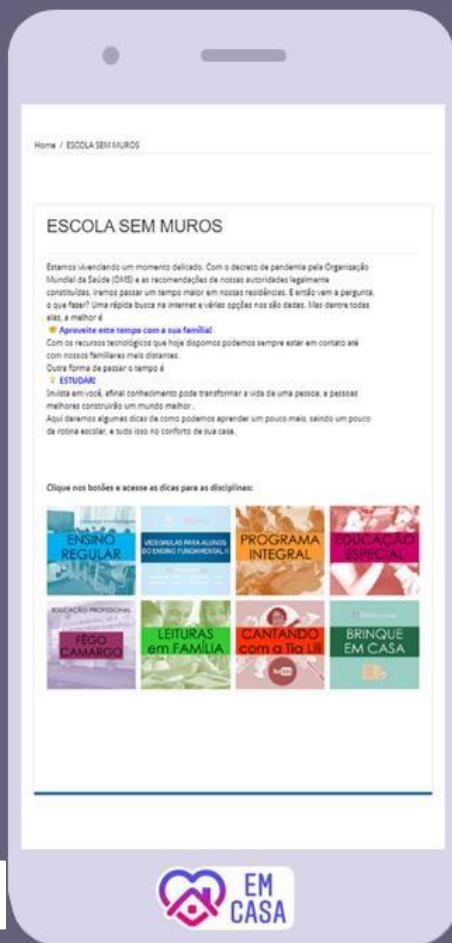 Home / ESCOLA SEM MUROS
ESCOLA SEM MUROS
Estamos vivenciando um momento delicado. Com o decreto de pandemia pela Organização
Mundial da Saúde (OMS) e as recomendações de nossas autoridades legalmente
constituídas, iremos passar um tempo maior em nossas residências. E então vem a pergunta,
o que fazer? Uma rápida busca na internet e várias opções nos são dadas. Mas dentre todas
elas, a melhor é
Aproveite este tempo com a sua família!
Com os recursos tecnológicos que hoje dispomos podemos sempre estar em contato até
com nossos familiares mais distantes.
Outra forma de passar o tempo é
ESTUDAR!
Invista em você, afinal conhecimento pode transformar a vida de uma pessoa, e pessoas
melhores construirão um mundo melhor .
Aqui daremos algumas dicas de como podemos aprender um pouco mais, saindo um pouco
da rotina escolar, e tudo isso no conforto de sua casa.
Clique nos botões e acesse as dicas para as disciplinas:
ENSINO
REGULAR
VIDEOAULAS PARA ALUNOS
DO ENSINO FUNDAMENTAL II
PROGRAMA
INTEGRAL
EDUCAÇÃO
ESPECIAL
EDUCAÇÃO PROFISSIONAL
FÊGO
CAMARGO
LEITURAS
em FAMÍLIA
CANTANDO
com a Tia Lili
BRINQUE
EM CASA
EM
CASA